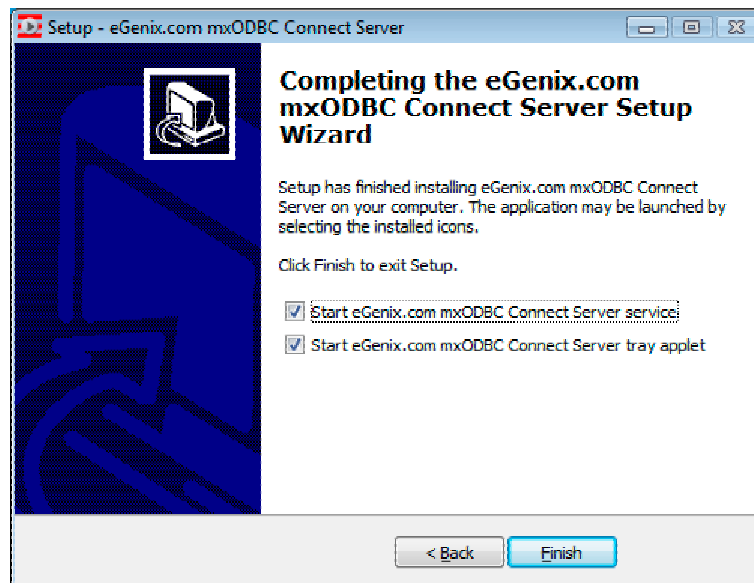 Setup - eGenix.com mxODBC Connect Server
Completing the eGenix.com
mxODBC Connect Server Setup
Wizard
Setup has finished installing eGenix.com mxODBC Connect
Server on your computer. The application may be launched by
selecting the installed icons.
Click Finish to exit Setup.
Start eGenix.com mxODBC Connect Server service
Start eGenix.com mxODBC Connect Server tray applet
< Back
Finish